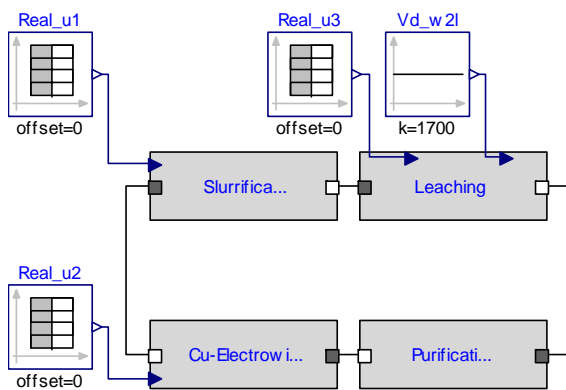 Real_u1
Real_u3
Vd_w2l
offset=0
offset=0
k=1700
Slurrifica...
Leaching
Real_u2
offset=0
Cu-Electrowi...
Purificati...